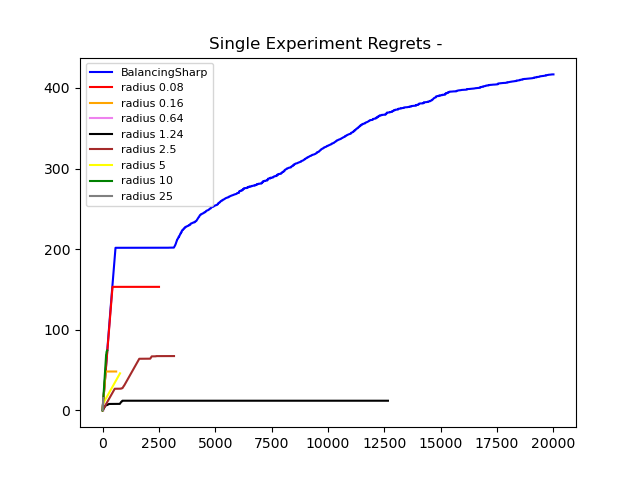 Single Experiment Regrets -
BalancingSharp
radius 0.08
radius 0.16
radius 0.64
radius 1.24
radius 2.5
radius 5
radius 10
radius 25
400
300
200
100
0
0 2500 5000 7500 10000 12500 15000 17500 20000